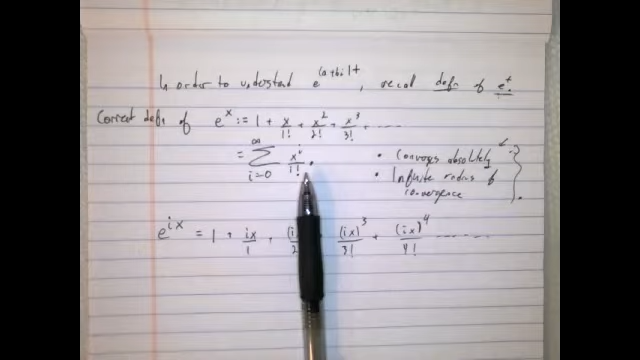 In order to understand e^(a+bi)t, recall defn of e^t.
Correct defn of e^x := 1 + x/1! + x^2/2! + x^3/3! + ......
= ∑_{i=0}^{∞} x^i/i!.
• Converges absolutely
• Infinite radius of convergence
e^{ix} = 1 + ix/1 + (i 2 + (ix)^3/3! + (ix)^4/4! ......